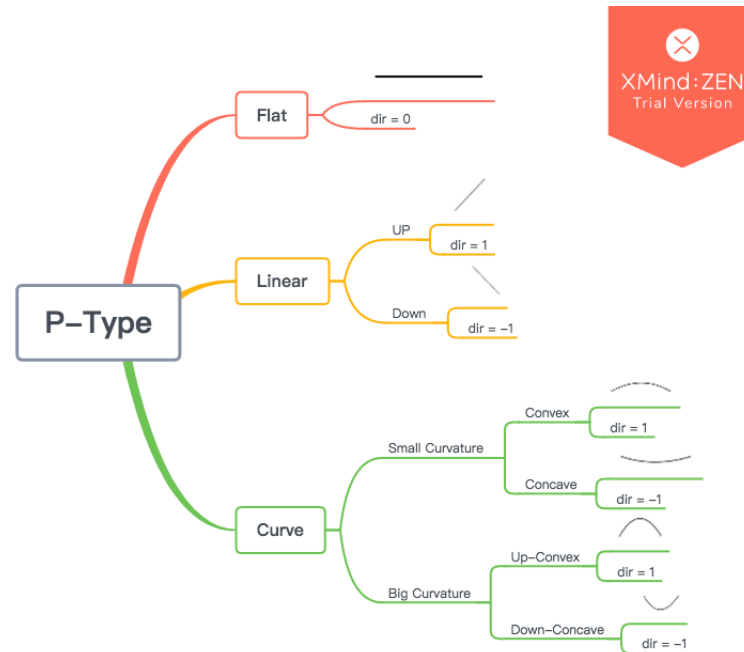 XMind:ZEN
Trial Version
Flat
dir = 0
UP
dir = 1
Linear
Down
dir = –1
P–Type
Convex
dir = 1
Small Curvature
Concave
dir = –1
Curve
Up–Convex
dir = 1
Big Curvature
Down–Concave
dir = –1